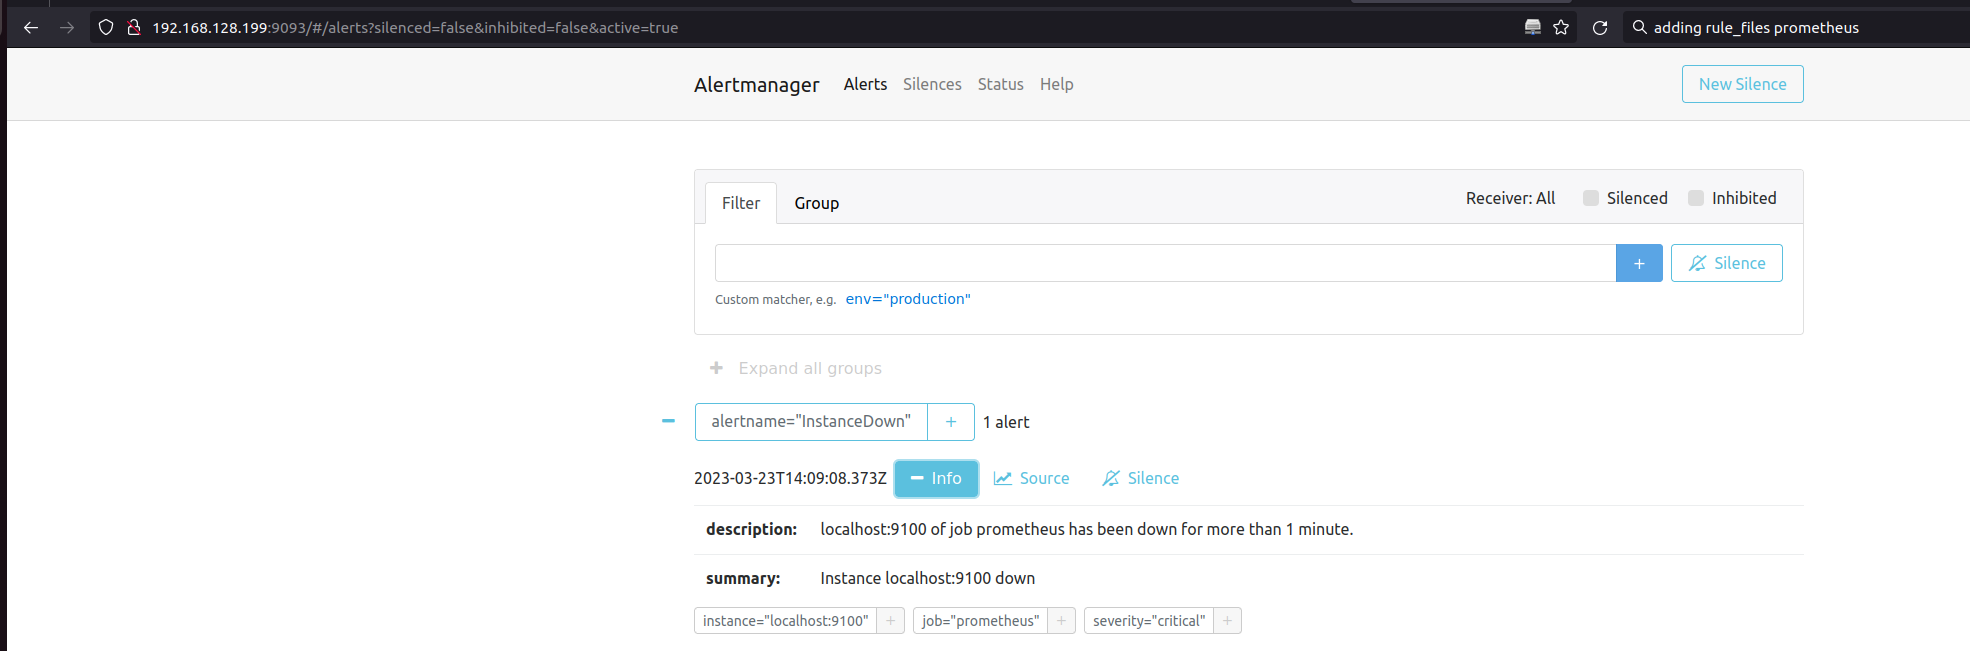 192.168.128.199:9093/#/alerts?silenced=false&inhibited=false&active=true
adding rule_files prometheus
Alertmanager Alerts Silences Status Help New Silence
Filter Group Receiver: All Silenced Inhibited
+ Silence
Custom matcher, e.g. env="production"
+ Expand all groups
− alertname="InstanceDown" + 1 alert
2023-03-23T14:09:08.373Z − Info Source Silence
description: localhost:9100 of job prometheus has been down for more than 1 minute.
summary: Instance localhost:9100 down
instance="localhost:9100" + job="prometheus" + severity="critical" +